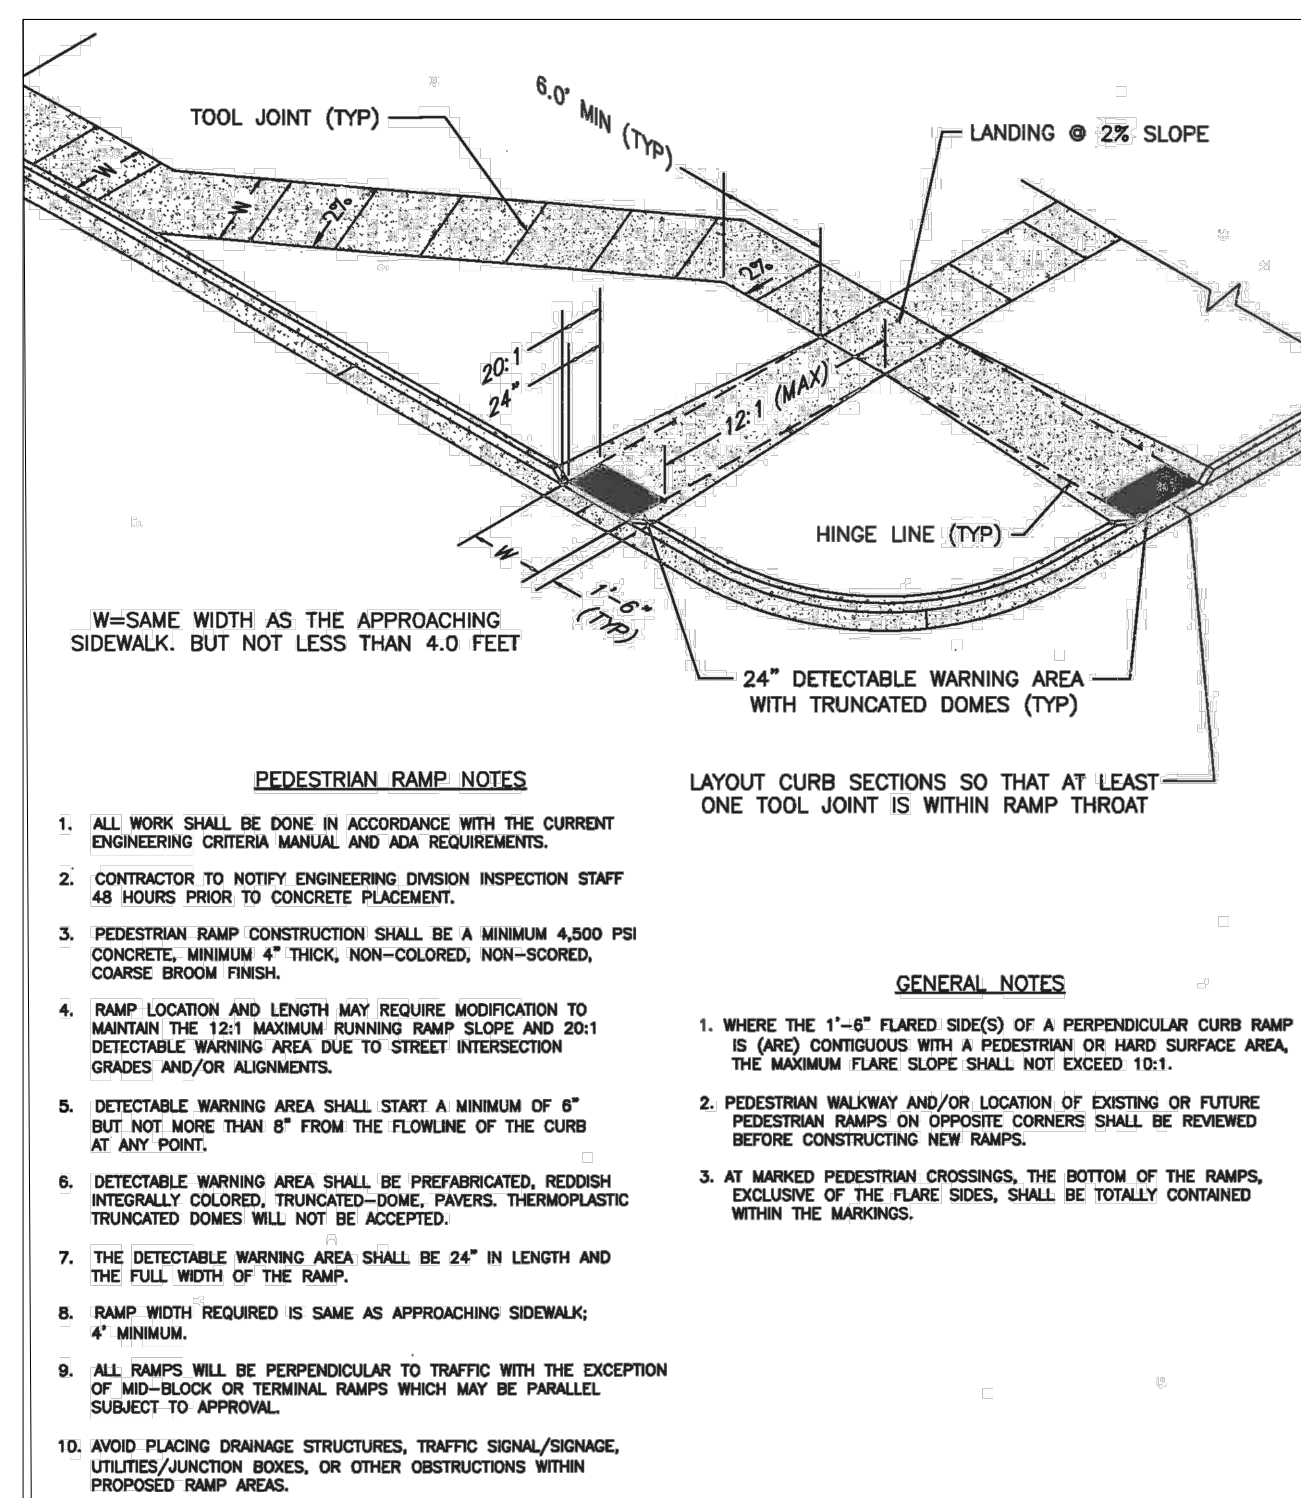 6.0' MIN (TYP)
TOOL JOINT (TYP)
LANDING @ 2% SLOPE
W
W
2%
2%
20:1
24"
12:1 (MAX)
HINGE LINE (TYP)
W
1'-6"
(TYP)
W=SAME WIDTH AS THE APPROACHING
SIDEWALK. BUT NOT LESS THAN 4.0 FEET
24" DETECTABLE WARNING AREA
WITH TRUNCATED DOMES (TYP)
LAYOUT CURB SECTIONS SO THAT AT LEAST
ONE TOOL JOINT IS WITHIN RAMP THROAT
PEDESTRIAN RAMP NOTES
1. ALL WORK SHALL BE DONE IN ACCORDANCE WITH THE CURRENT
ENGINEERING CRITERIA MANUAL AND ADA REQUIREMENTS.
2. CONTRACTOR TO NOTIFY ENGINEERING DIVISION INSPECTION STAFF
48 HOURS PRIOR TO CONCRETE PLACEMENT.
3. PEDESTRIAN RAMP CONSTRUCTION SHALL BE A MINIMUM 4,500 PSI
CONCRETE, MINIMUM 4" THICK, NON-COLORED, NON-SCORED,
COARSE BROOM FINISH.
4. RAMP LOCATION AND LENGTH MAY REQUIRE MODIFICATION TO
MAINTAIN THE 12:1 MAXIMUM RUNNING RAMP SLOPE AND 20:1
DETECTABLE WARNING AREA DUE TO STREET INTERSECTION
GRADES AND/OR ALIGNMENTS.
5. DETECTABLE WARNING AREA SHALL START A MINIMUM OF 6"
BUT NOT MORE THAN 8" FROM THE FLOWLINE OF THE CURB
AT ANY POINT.
6. DETECTABLE WARNING AREA SHALL BE PREFABRICATED, REDDISH
INTEGRALLY COLORED, TRUNCATED-DOME, PAVERS. THERMOPLASTIC
TRUNCATED DOMES WILL NOT BE ACCEPTED.
7. THE DETECTABLE WARNING AREA SHALL BE 24" IN LENGTH AND
THE FULL WIDTH OF THE RAMP.
8. RAMP WIDTH REQUIRED IS SAME AS APPROACHING SIDEWALK;
4' MINIMUM.
9. ALL RAMPS WILL BE PERPENDICULAR TO TRAFFIC WITH THE EXCEPTION
OF MID-BLOCK OR TERMINAL RAMPS WHICH MAY BE PARALLEL
SUBJECT TO APPROVAL.
10. AVOID PLACING DRAINAGE STRUCTURES, TRAFFIC SIGNAL/SIGNAGE,
UTILITIES/JUNCTION BOXES, OR OTHER OBSTRUCTIONS WITHIN
PROPOSED RAMP AREAS.
GENERAL NOTES
1. WHERE THE 1'-6" FLARED SIDE(S) OF A PERPENDICULAR CURB RAMP
IS (ARE) CONTIGUOUS WITH A PEDESTRIAN OR HARD SURFACE AREA,
THE MAXIMUM FLARE SLOPE SHALL NOT EXCEED 10:1.
2. PEDESTRIAN WALKWAY AND/OR LOCATION OF EXISTING OR FUTURE
PEDESTRIAN RAMPS ON OPPOSITE CORNERS SHALL BE REVIEWED
BEFORE CONSTRUCTING NEW RAMPS.
3. AT MARKED PEDESTRIAN CROSSINGS, THE BOTTOM OF THE RAMPS,
EXCLUSIVE OF THE FLARE SIDES, SHALL BE TOTALLY CONTAINED
WITHIN THE MARKINGS.